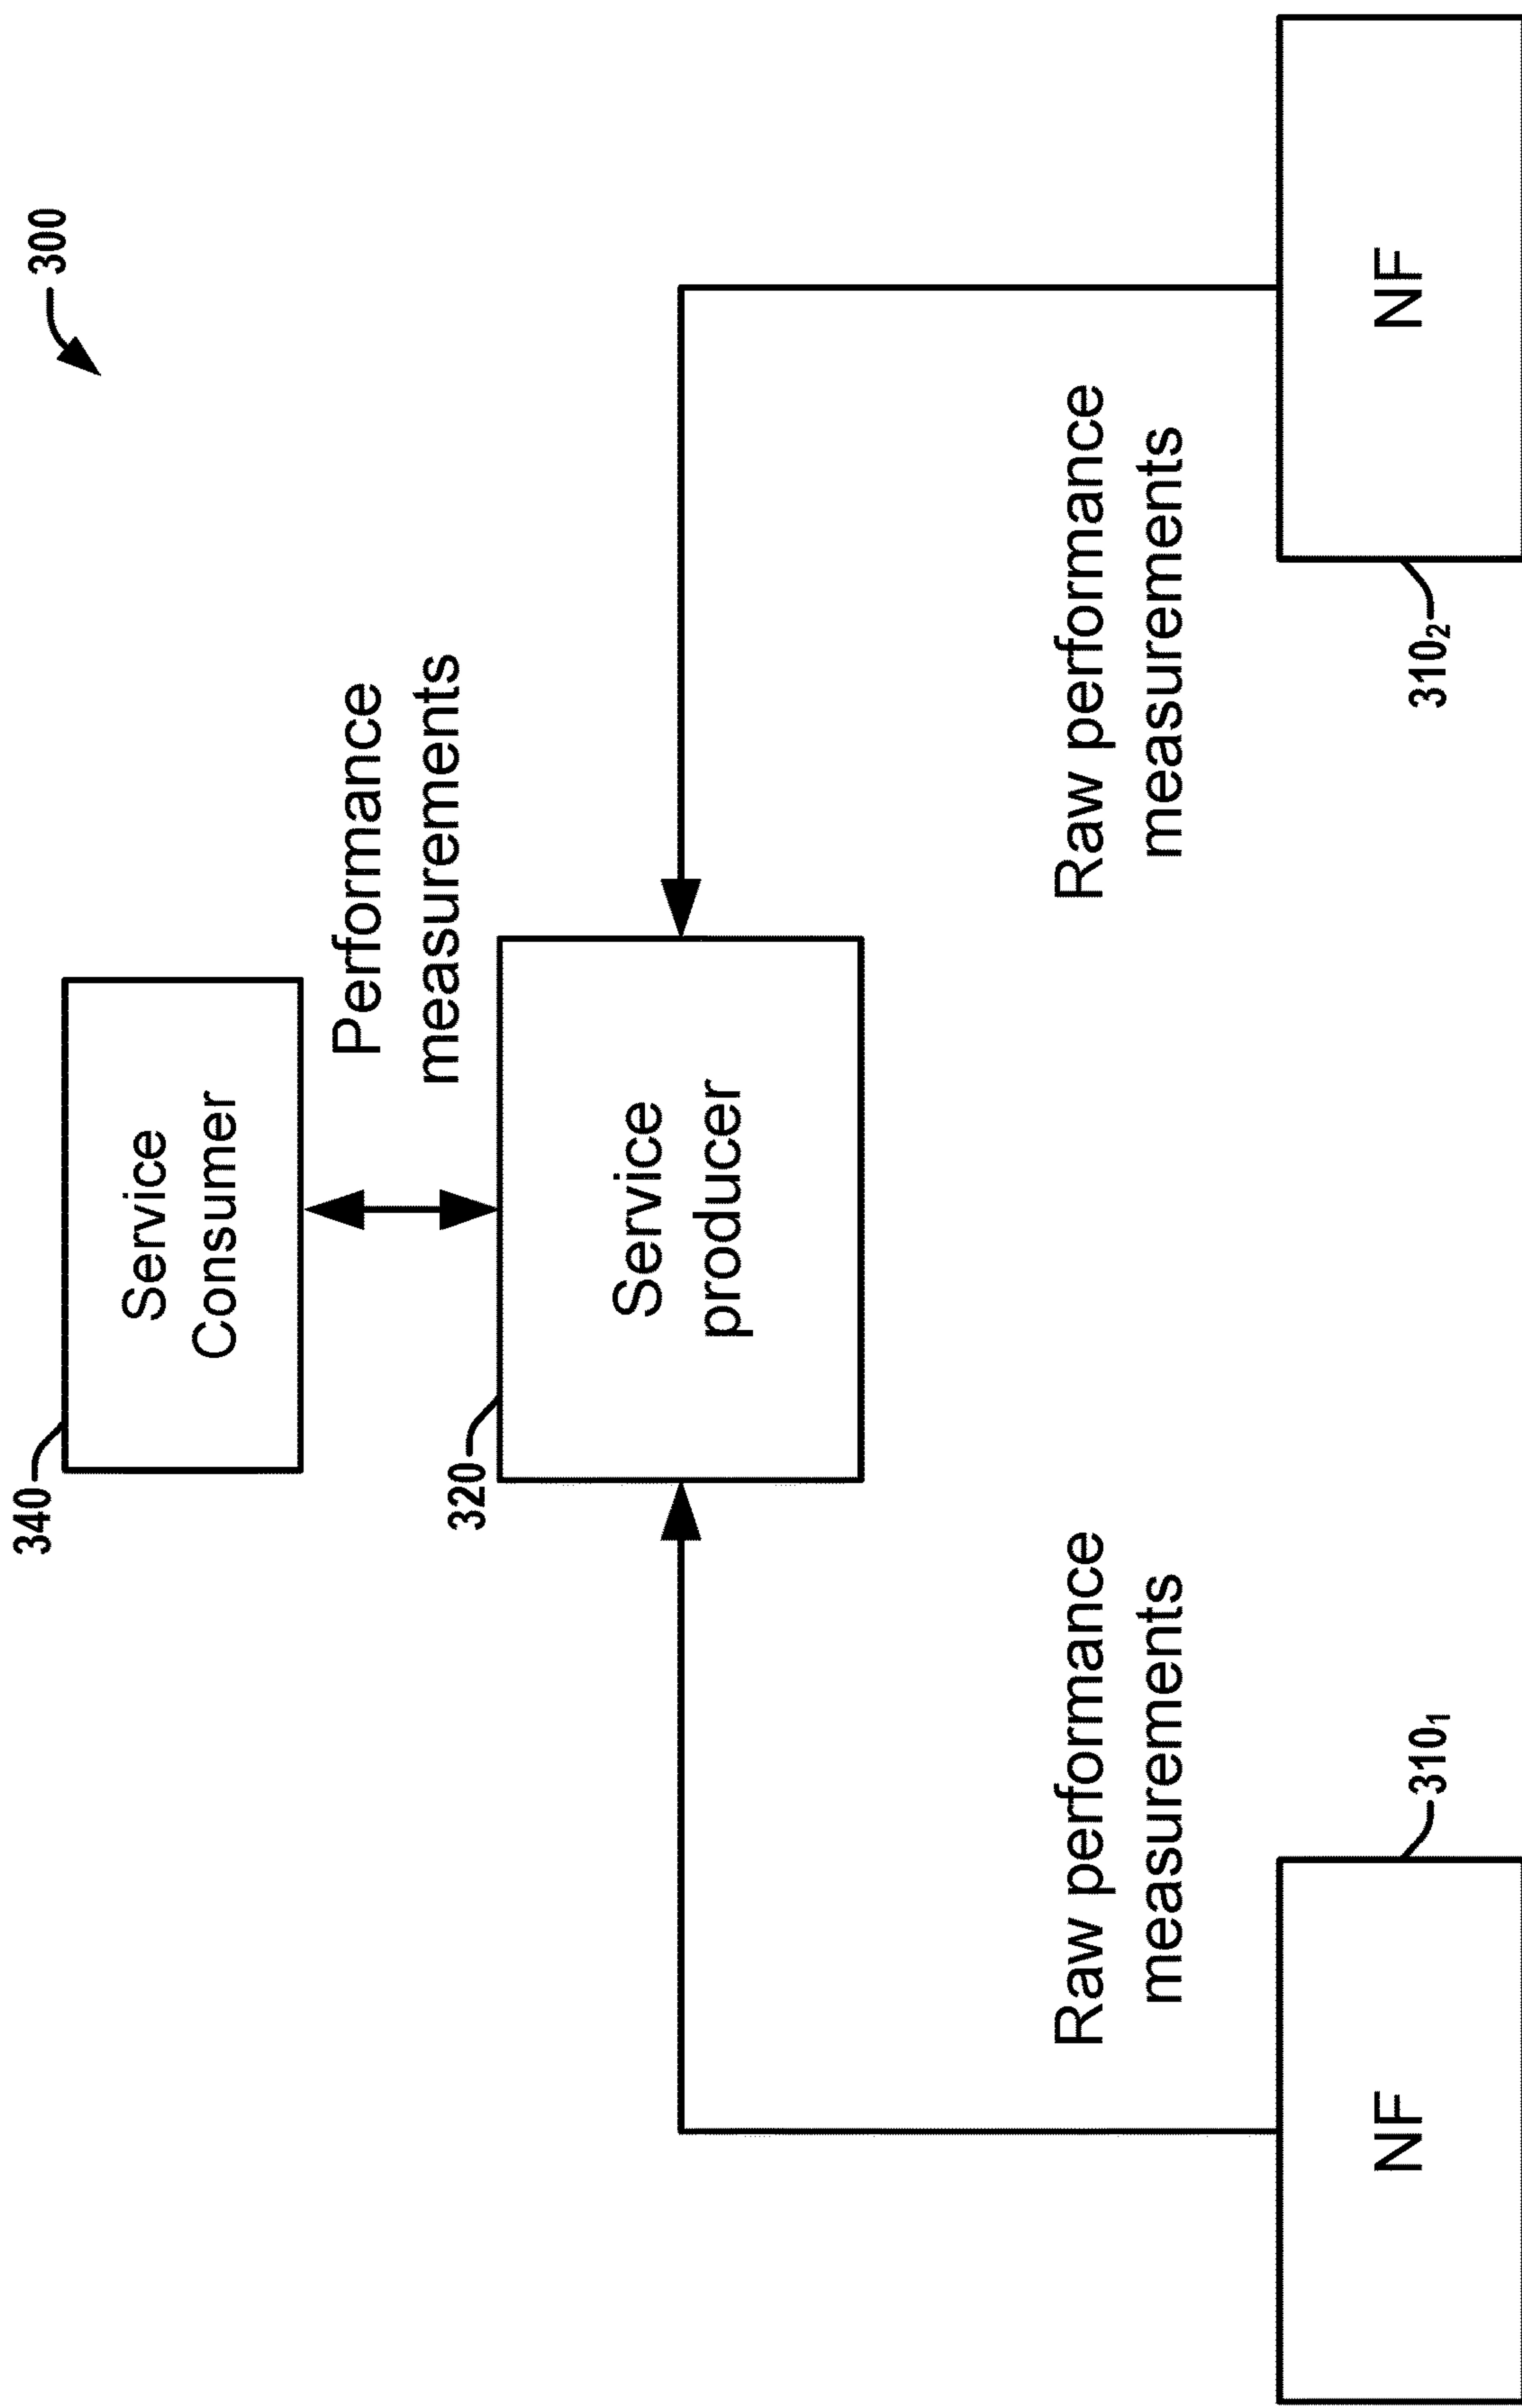 300
340
Service
Consumer
Performance
measurements
320
Service
producer
Raw performance
measurements
Raw performance
measurements
310₁
310₂
NF
NF